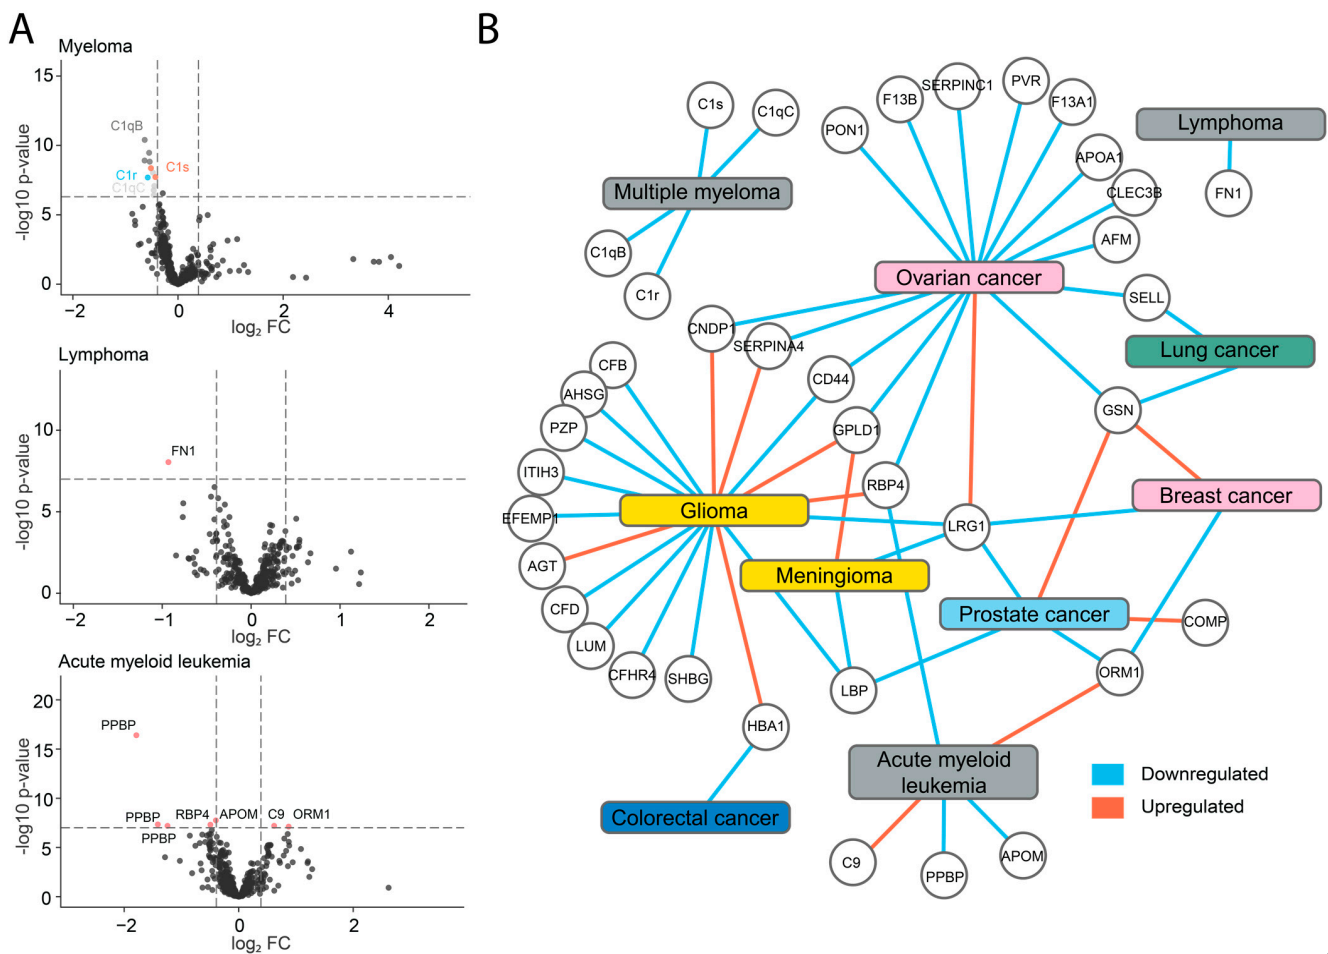 A
Myeloma
15
10
5
0
-log10 p-value
C1qB
C1r
C1s
C1qC
−2
0
2
4
log₂ FC
Lymphoma
10
5
0
-log10 p-value
FN1
−2
−1
0
1
2
log₂ FC
Acute myeloid leukemia
20
15
10
5
0
-log10 p-value
PPBP
PPBP
PPBP
RBP4
APOM
C9
ORM1
−2
0
2
log₂ FC
B
C1s
C1qC
Multiple myeloma
C1qB
C1r
PON1
F13B
SERPINC1
PVR
F13A1
APOA1
CLEC3B
AFM
Ovarian cancer
SELL
Lymphoma
FN1
Lung cancer
GSN
Breast cancer
CNDP1
SERPINA4
CD44
GPLD1
RBP4
LRG1
CFB
AHSG
PZP
ITIH3
EFEMP1
AGT
CFD
LUM
CFHR4
SHBG
Glioma
Meningioma
Prostate cancer
COMP
ORM1
LBP
HBA1
Colorectal cancer
Acute myeloid
leukemia
C9
PPBP
APOM
Downregulated
Upregulated